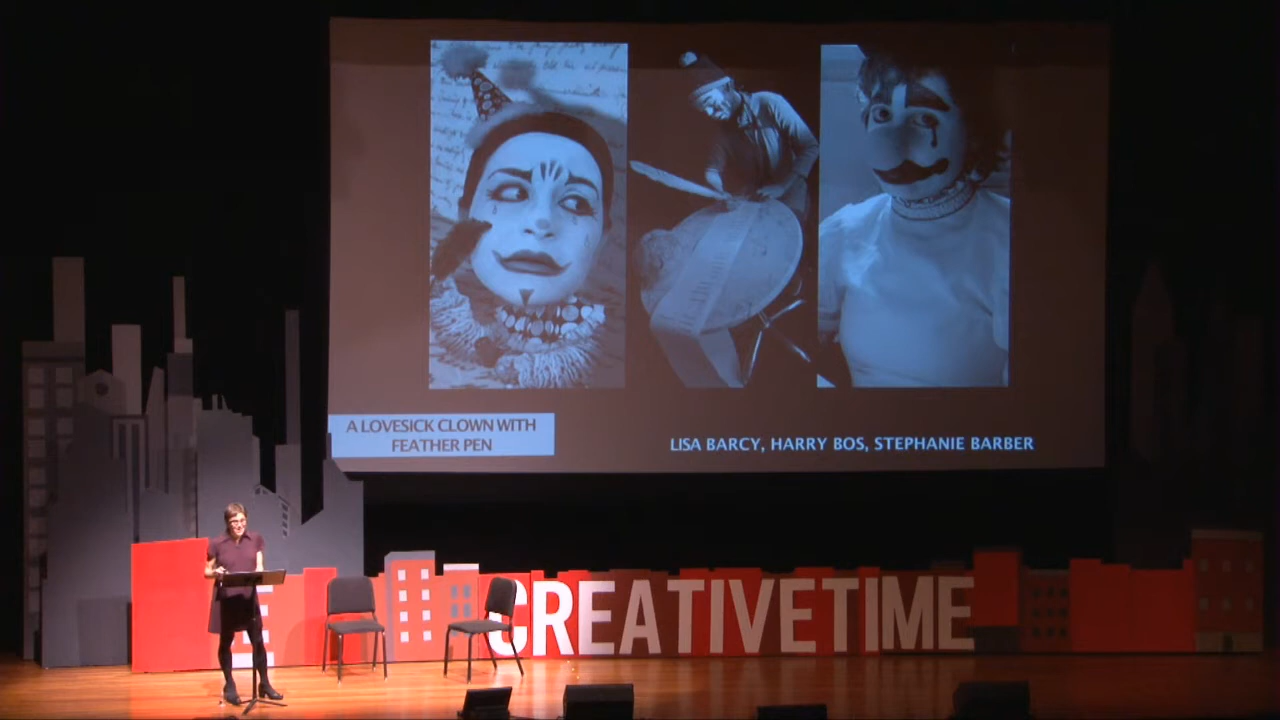 A LOVESICK CLOWN WITH
FEATHER PEN
LISA BARCY, HARRY BOS, STEPHANIE BARBER
CREATIVETIME